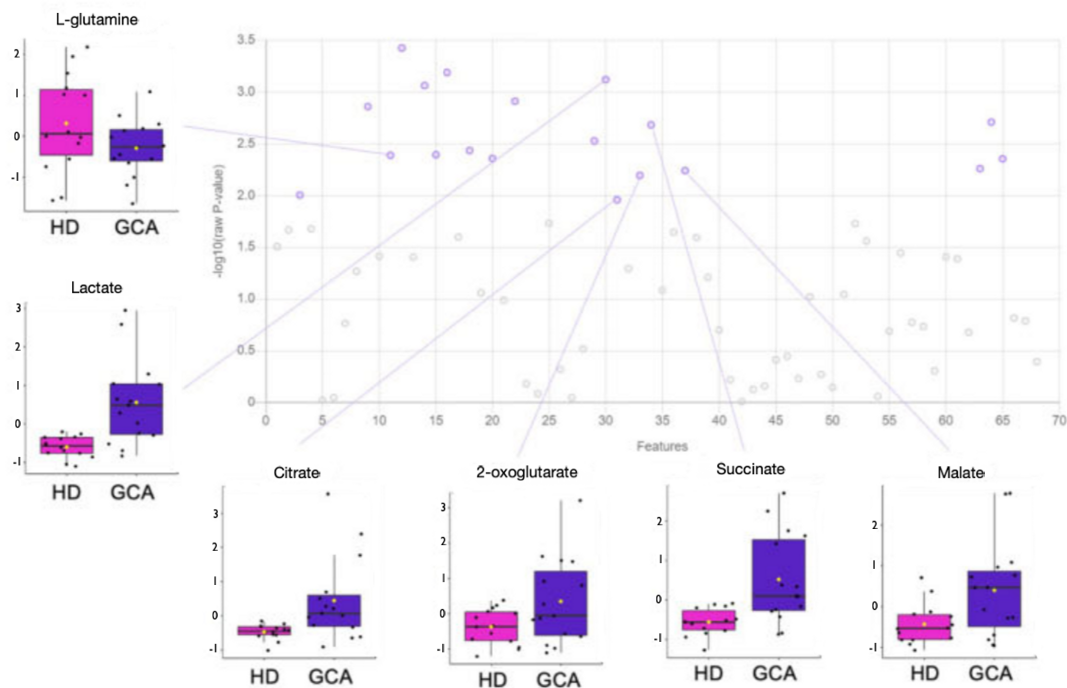 L-glutamine
2
1
0
-1
HD GCA
Lactate
3
2
1
0
-1
HD GCA
-log10(raw P-value)
3.5
3.0
2.5
2.0
1.5
1.0
0.5
0.0
0 5 10 15 20 25 30 35 40 45 50 55 60 65 70
Features
Citrate
3
2
1
0
-1
HD GCA
2-oxoglutarate
3
2
1
0
-1
HD GCA
Succinate
2
1
0
-1
HD GCA
Malate
2
1
0
-1
HD GCA